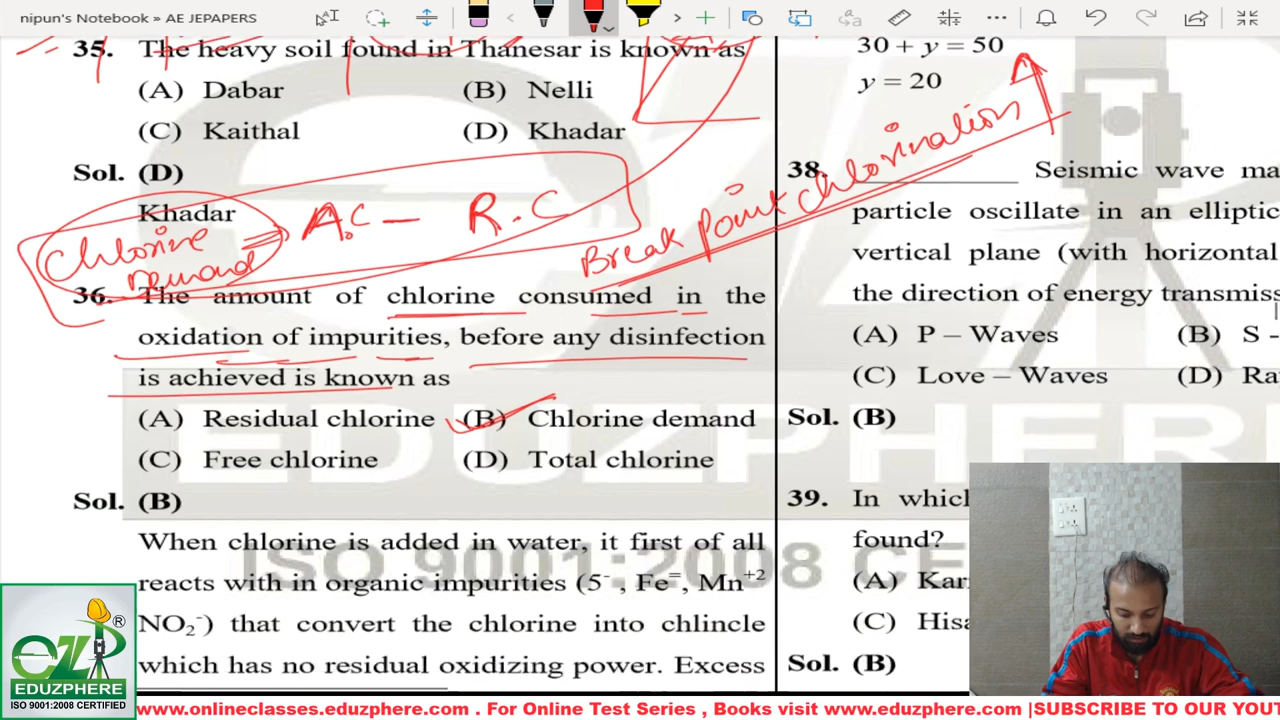 nipun's Notebook » AE JEPAPERS
35. The heavy soil found in Thanesar is known as
(A) Dabar (B) Nelli
(C) Kaithal (D) Khadar
Sol. (D)
Khadar
chlorine demand = A.C — R.C
Break point chlorination
36. The amount of chlorine consumed in the
oxidation of impurities, before any disinfection
is achieved is known as
(A) Residual chlorine (B) Chlorine demand
(C) Free chlorine (D) Total chlorine
Sol. (B)
When chlorine is added in water, it first of all
reacts with in organic impurities (5⁻, Fe⁼, Mn⁺²
NO₂⁻) that convert the chlorine into chlincle
which has no residual oxidizing power. Excess
30 + y = 50
y = 20
38. ________ Seismic wave ma
particle oscillate in an elliptic
vertical plane (with horizontal
the direction of energy transmiss
(A) P – Waves (B) S -
(C) Love – Waves (D) Ra
Sol. (B)
39. In which
found?
(A) Kar
(C) Hisa
Sol. (B)
EDUZPHERE
ISO 9001:2008 CE
EZP
®
EDUZPHERE
ISO 9001:2008 CERTIFIED
www.onlineclasses.eduzphere.com . For Online Test Series , Books visit www.eduzphere.com |SUBSCRIBE TO OUR YOUT